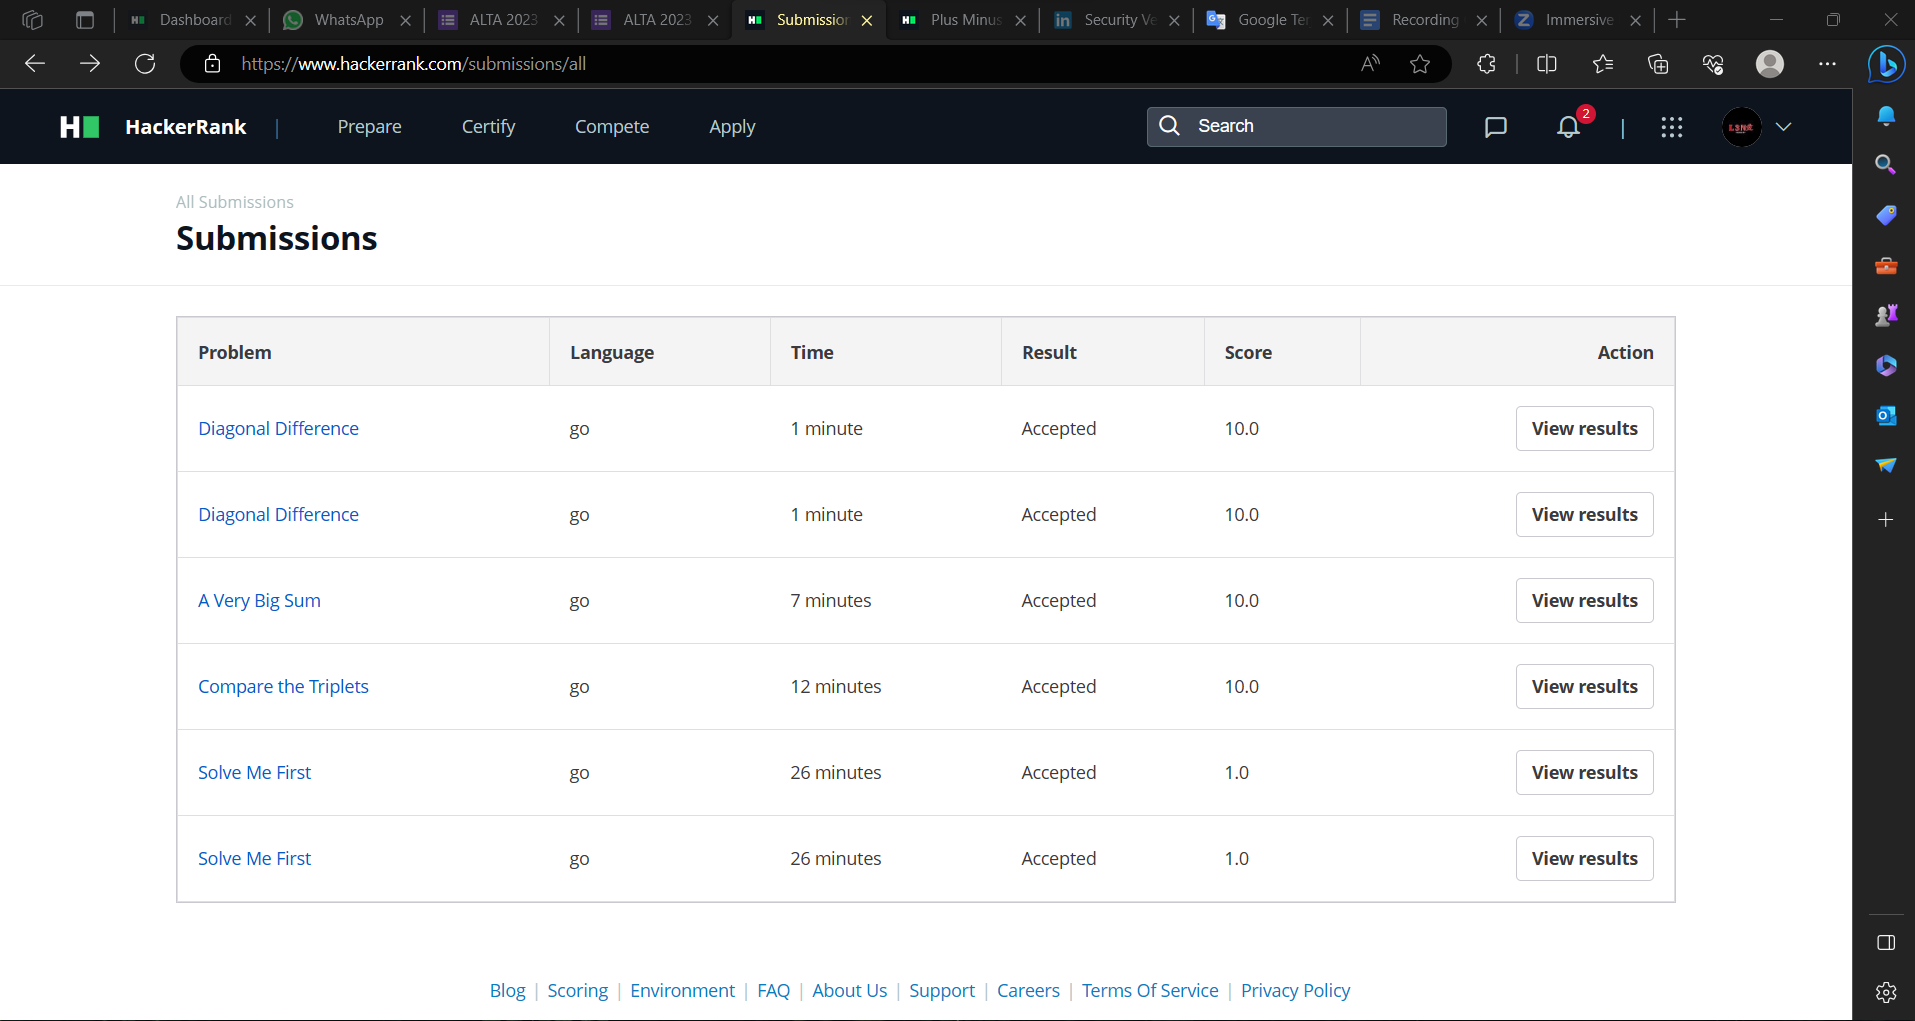 Dashboard WhatsApp ALTA 2023 ALTA 2023 Submission Plus Minus Security Ve Google Ter Recording Immersive
https://www.hackerrank.com/submissions/all
HackerRank | Prepare Certify Compete Apply Search 2 |
All Submissions
Submissions
Problem Language Time Result Score Action
Diagonal Difference go 1 minute Accepted 10.0 View results
Diagonal Difference go 1 minute Accepted 10.0 View results
A Very Big Sum go 7 minutes Accepted 10.0 View results
Compare the Triplets go 12 minutes Accepted 10.0 View results
Solve Me First go 26 minutes Accepted 1.0 View results
Solve Me First go 26 minutes Accepted 1.0 View results
Blog | Scoring | Environment | FAQ | About Us | Support | Careers | Terms Of Service | Privacy Policy